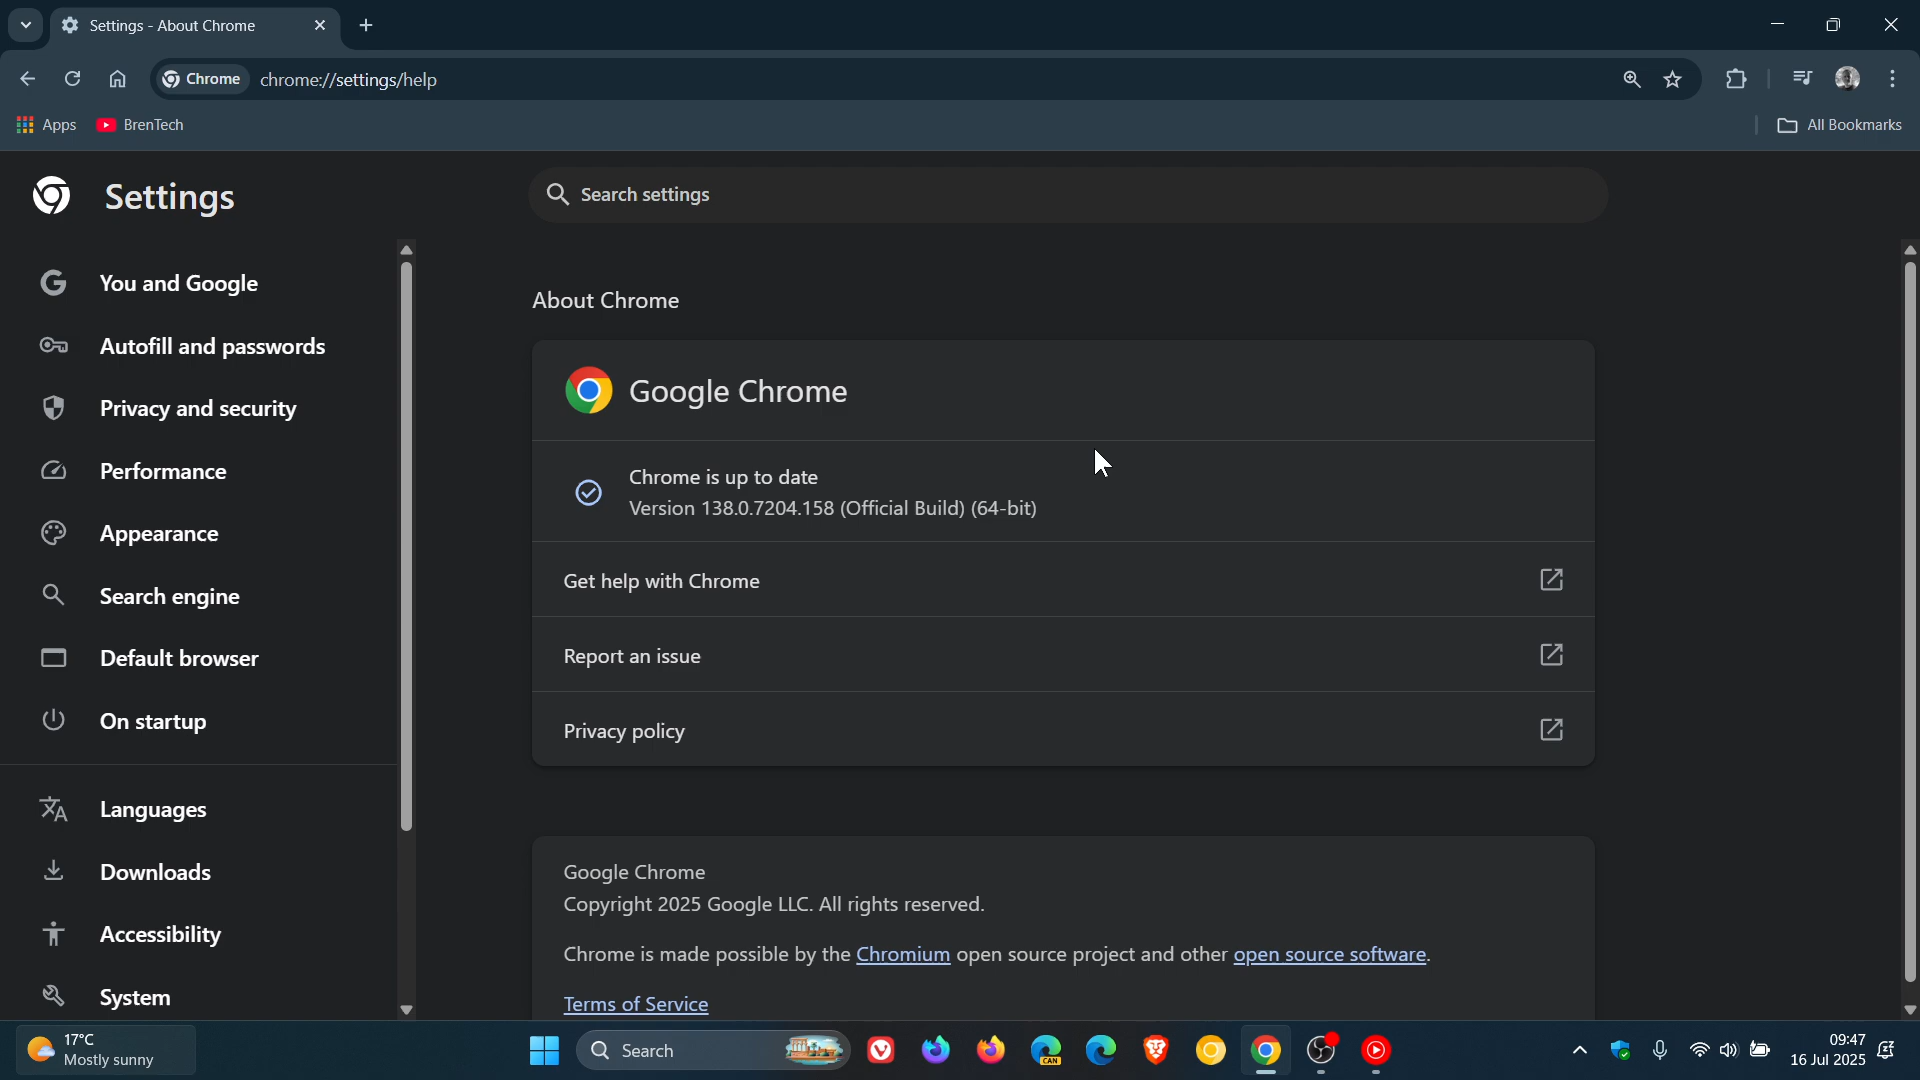 Settings - About Chrome
Chrome
chrome://settings/help
Apps
BrenTech
All Bookmarks
Settings
Search settings
You and Google
Autofill and passwords
Privacy and security
Performance
Appearance
Search engine
Default browser
On startup
Languages
Downloads
Accessibility
System
About Chrome
Google Chrome
Chrome is up to date
Version 138.0.7204.158 (Official Build) (64-bit)
Get help with Chrome
Report an issue
Privacy policy
Google Chrome
Copyright 2025 Google LLC. All rights reserved.
Chrome is made possible by the Chromium open source project and other open source software.
Terms of Service
17°C
Mostly sunny
Search
CAN
09:47
16 Jul 2025